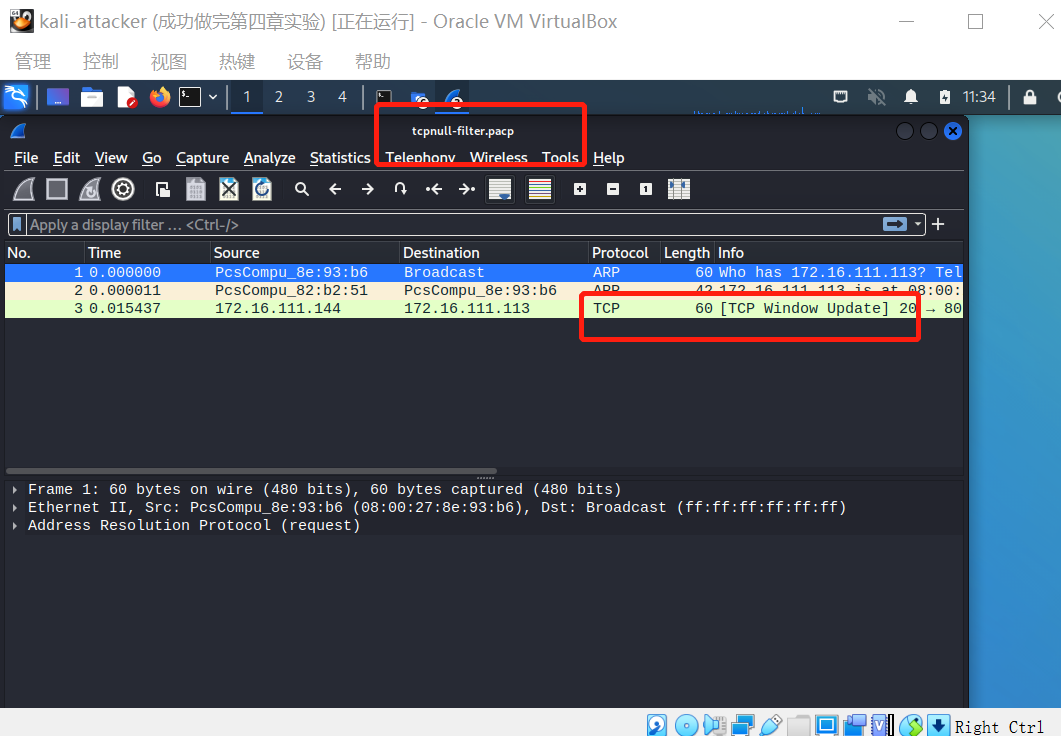 kali-attacker (成功做完第四章实验) [正在运行] - Oracle VM VirtualBox
管理 控制 视图 热键 设备 帮助
1 2 3 4 11:34
tcpnull-filter.pacp
File Edit View Go Capture Analyze Statistics Telephony Wireless Tools Help
Apply a display filter ... <Ctrl-/>
No. Time Source Destination Protocol Length Info
1 0.000000 PcsCompu_8e:93:b6 Broadcast ARP 60 Who has 172.16.111.113? Tel
2 0.000011 PcsCompu_82:b2:51 PcsCompu_8e:93:b6 ARP 42 172.16.111.113 is at 08:00:
3 0.015437 172.16.111.144 172.16.111.113 TCP 60 [TCP Window Update] 20 → 80
Frame 1: 60 bytes on wire (480 bits), 60 bytes captured (480 bits)
Ethernet II, Src: PcsCompu_8e:93:b6 (08:00:27:8e:93:b6), Dst: Broadcast (ff:ff:ff:ff:ff:ff)
Address Resolution Protocol (request)
Right Ctrl